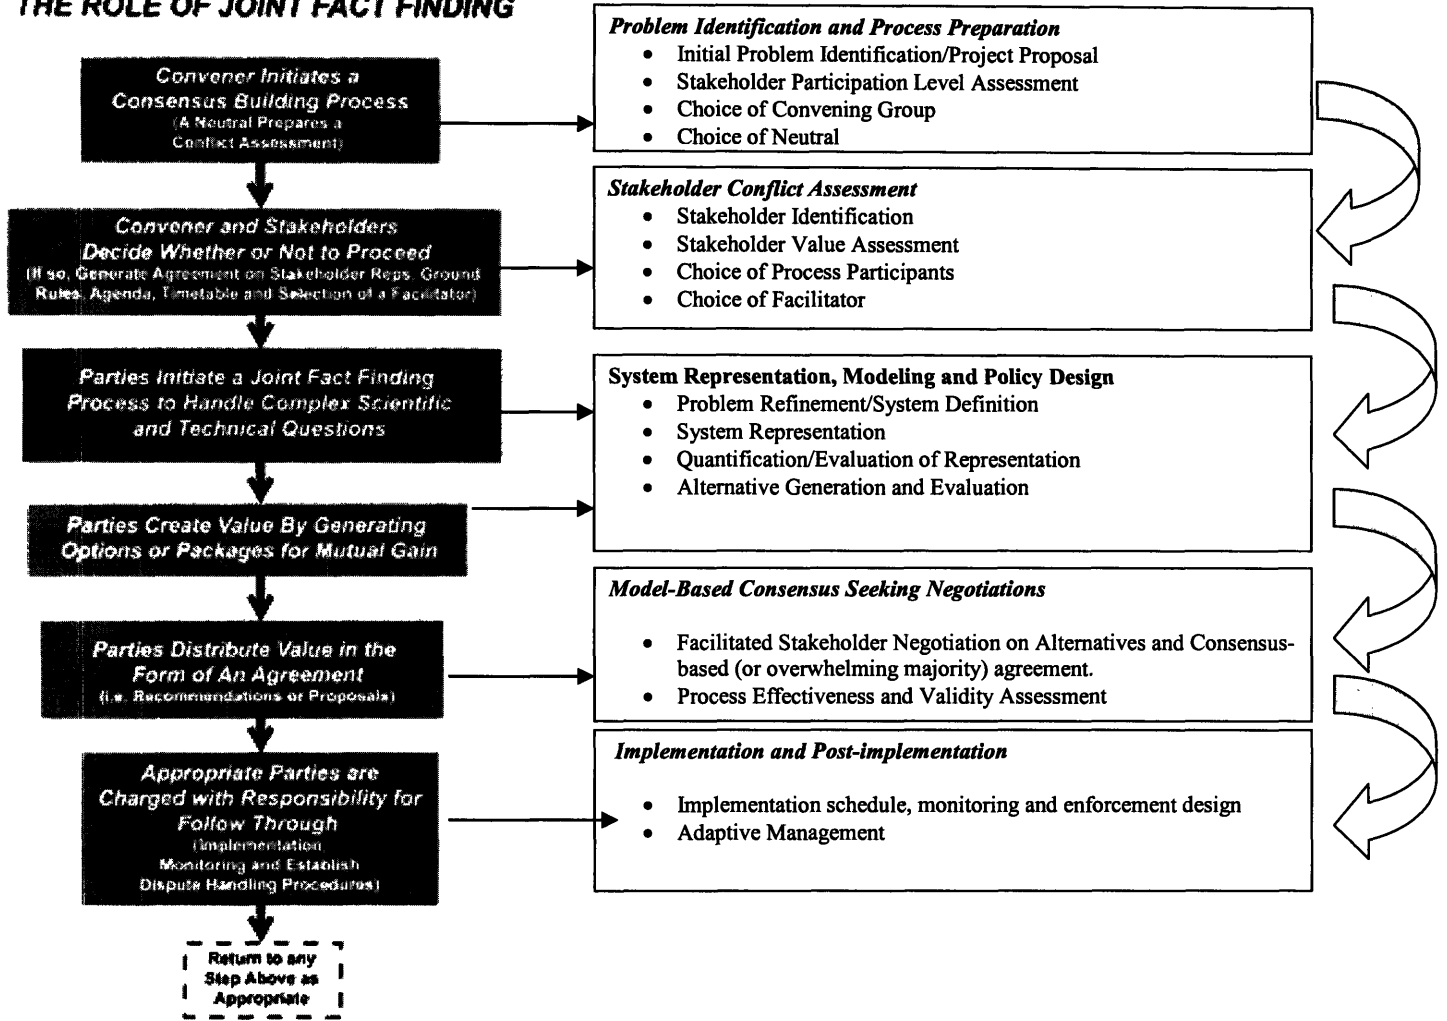 THE ROLE OF JOINT FACT FINDING
Convener Initiates a
Consensus Building Process
(A Neutral Prepares a
Conflict Assessment)
Convener and Stakeholders
Decide Whether or Not to Proceed
(If so, Generate Agreement on Stakeholder Reps, Ground
Rules, Agenda, Timetable and Selection of a Facilitator)
Parties Initiate a Joint Fact Finding
Process to Handle Complex Scientific
and Technical Questions
Parties Create Value By Generating
Options or Packages for Mutual Gain
Parties Distribute Value in the
Form of An Agreement
(i.e. Recommendations or Proposals)
Appropriate Parties are
Charged with Responsibility for
Follow Through
(Implementation
Monitoring and Establish
Dispute Handling Procedures)
Return to any
Step Above as
Appropriate
Problem Identification and Process Preparation
• Initial Problem Identification/Project Proposal
• Stakeholder Participation Level Assessment
• Choice of Convening Group
• Choice of Neutral
Stakeholder Conflict Assessment
• Stakeholder Identification
• Stakeholder Value Assessment
• Choice of Process Participants
• Choice of Facilitator
System Representation, Modeling and Policy Design
• Problem Refinement/System Definition
• System Representation
• Quantification/Evaluation of Representation
• Alternative Generation and Evaluation
Model-Based Consensus Seeking Negotiations
• Facilitated Stakeholder Negotiation on Alternatives and Consensus-
based (or overwhelming majority) agreement.
• Process Effectiveness and Validity Assessment
Implementation and Post-implementation
• Implementation schedule, monitoring and enforcement design
• Adaptive Management